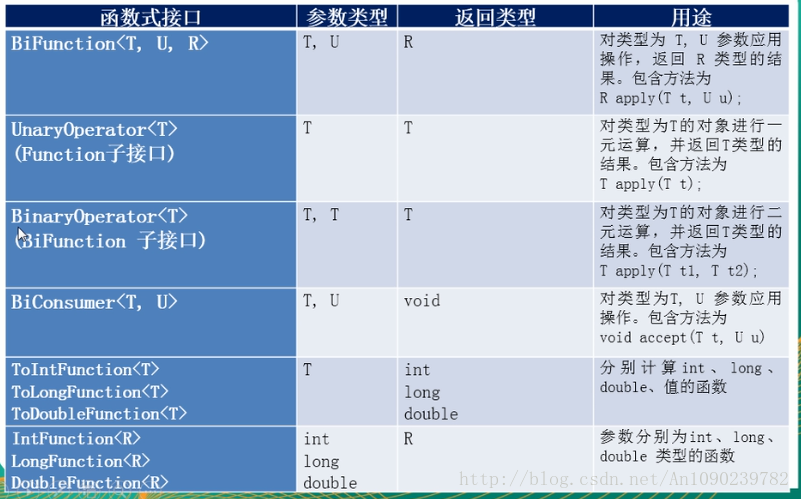 函数式接口 参数类型 返回类型 用途
BiFunction<T, U, R> T, U R 对类型为 T, U 参数应用
操作，返回 R 类型的结
果。包含方法为
R apply(T t, U u);
UnaryOperator<T> T T 对类型为T的对象进行一
(Function子接口) 元运算，并返回T类型的
结果。包含方法为
T apply(T t);
BinaryOperator<T> T, T T 对类型为T的对象进行二
(BiFunction 子接口) 元运算，并返回T类型的
结果。包含方法为
T apply(T t1, T t2);
BiConsumer<T, U> T, U void 对类型为T, U 参数应用
操作。包含方法为
void accept(T t, U u)
ToIntFunction<T> T int 分别计算int、long、
ToLongFunction<T> long double、值的函数
ToDoubleFunction<T> double
IntFunction<R> int R 参数分别为int、long、
LongFunction<R> long double 类型的函数
DoubleFunction<R> double
http://blog.csdn.net/An1090239782